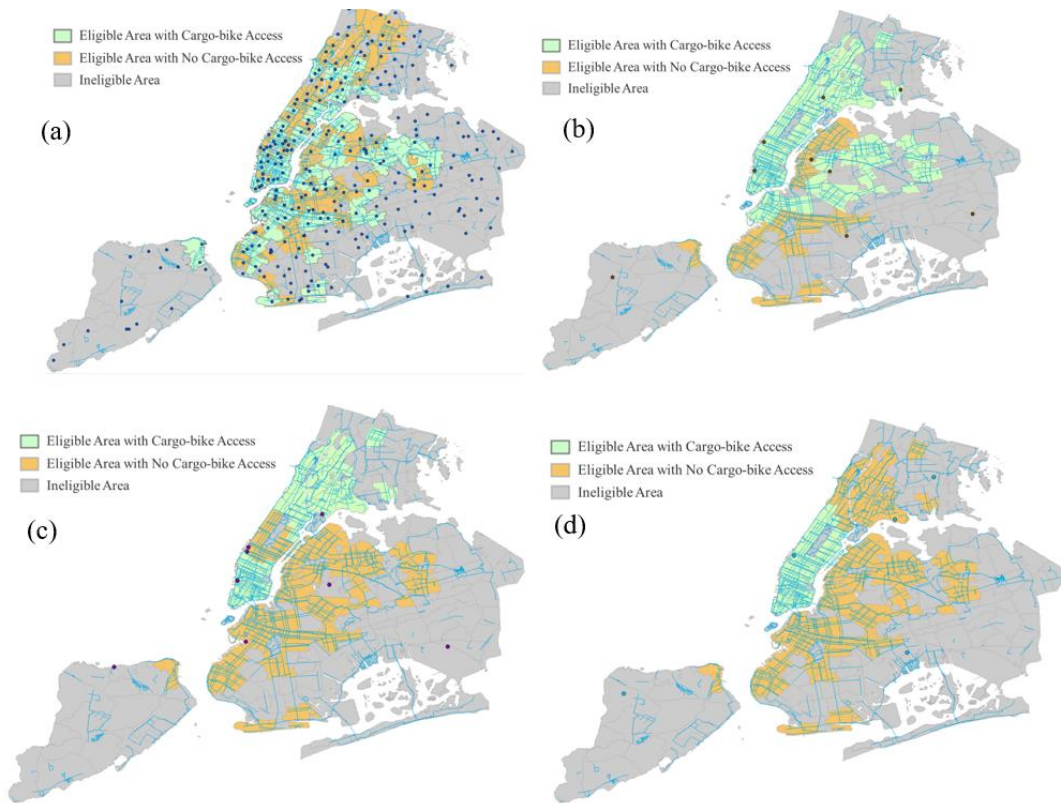 Eligible Area with Cargo-bike Access
Eligible Area with No Cargo-bike Access
Ineligible Area
(a)
Eligible Area with Cargo-bike Access
Eligible Area with No Cargo-bike Access
Ineligible Area
(b)
Eligible Area with Cargo-bike Access
Eligible Area with No Cargo-bike Access
Ineligible Area
(c)
Eligible Area with Cargo-bike Access
Eligible Area with No Cargo-bike Access
Ineligible Area
(d)